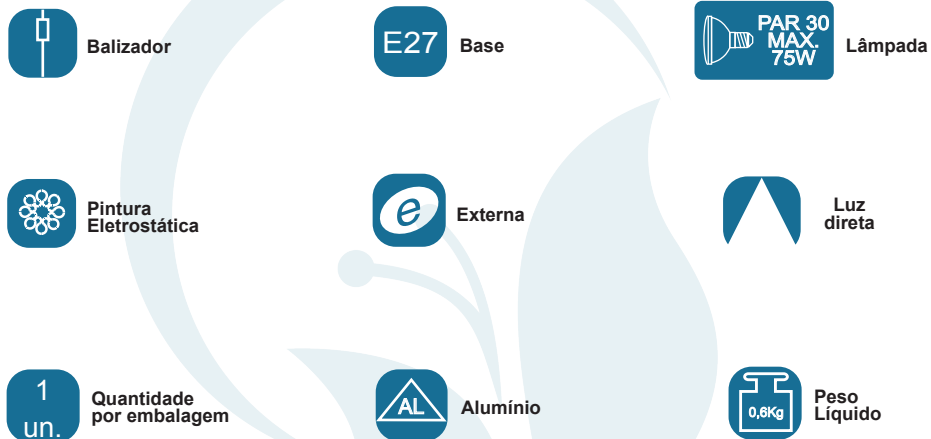 Balizador
E27
Base
PAR 30
MAX.
75W
Lâmpada
Pintura
Eletrostática
e
Externa
Luz
direta
1
un.
Quantidade
por embalagem
AL
Alumínio
0,6Kg
Peso
Líquido